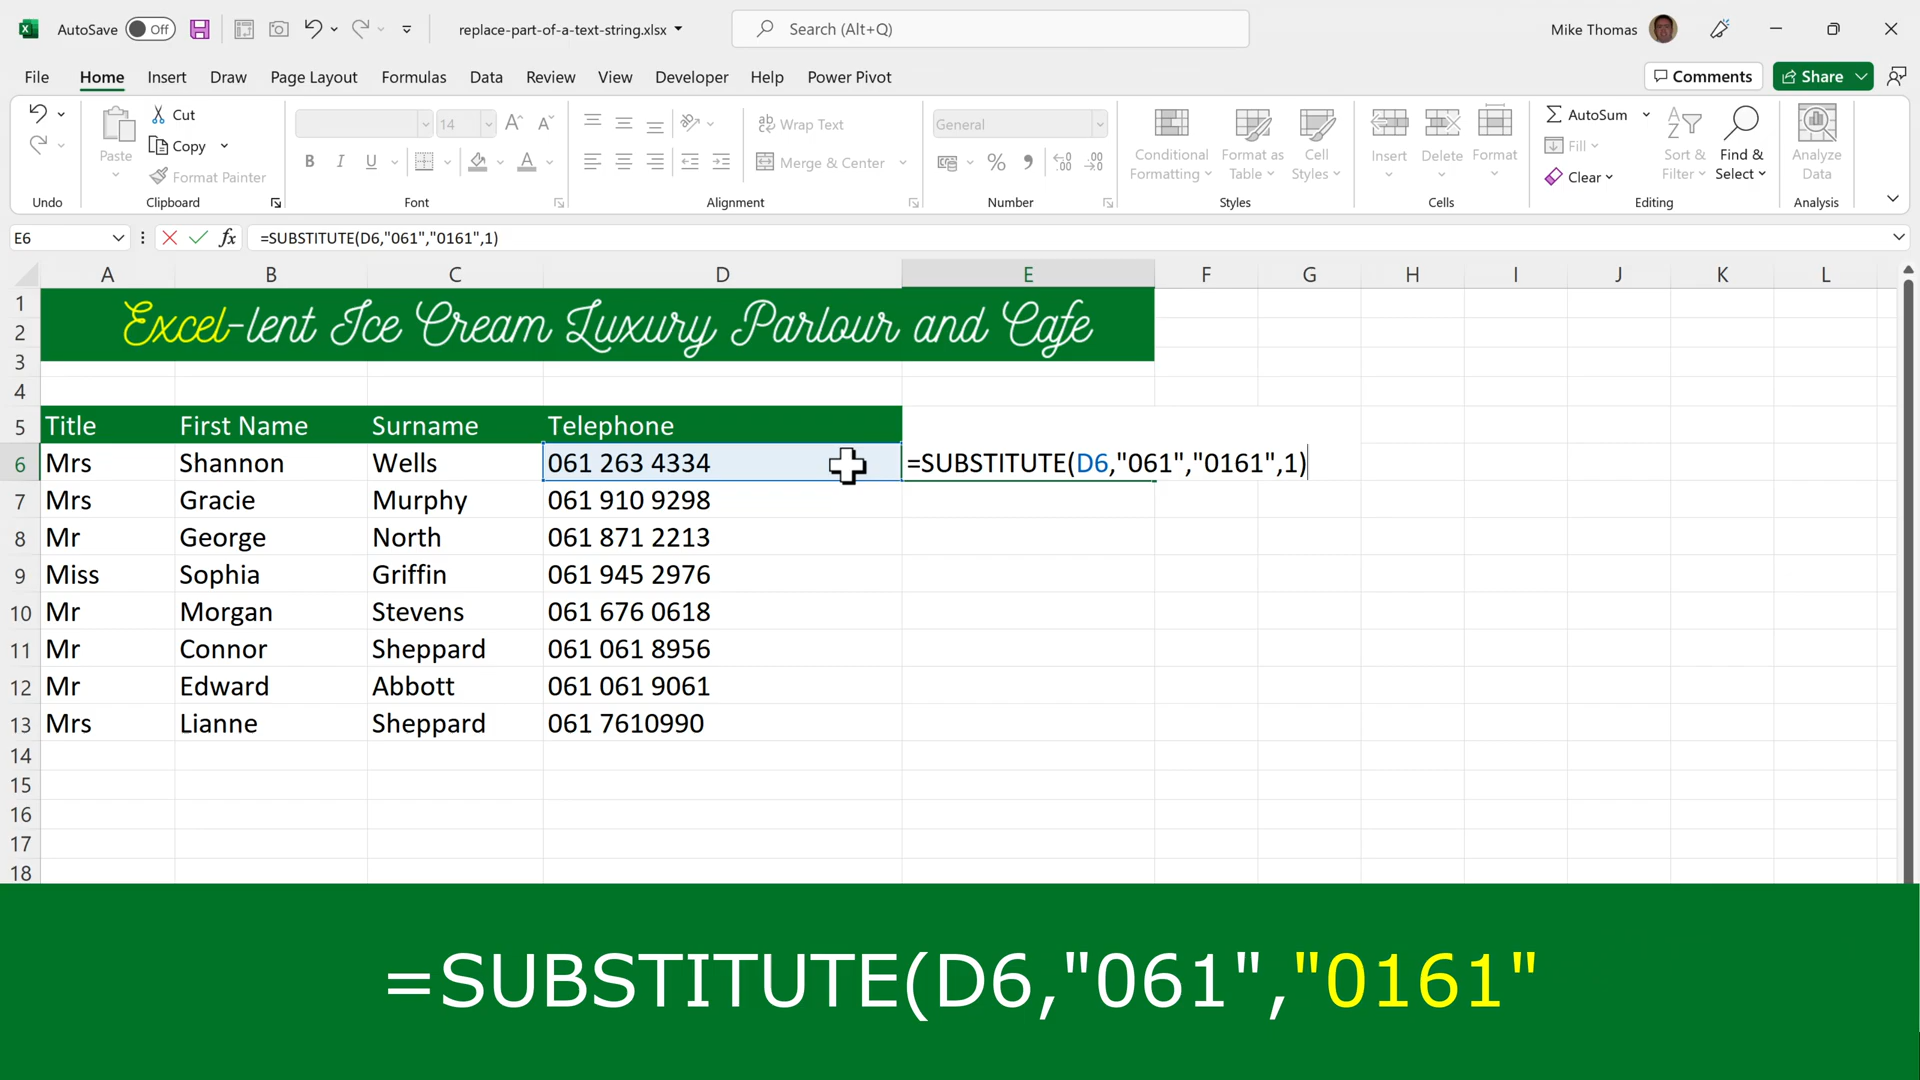 AutoSave Off replace-part-of-a-text-string.xlsx Search (Alt+Q) Mike Thomas
File Home Insert Draw Page Layout Formulas Data Review View Developer Help Power Pivot Comments Share
Paste Cut Copy Format Painter
14
B I U A
Wrap Text
Merge & Center
General
%
Conditional Formatting
Format as Table
Cell Styles
Insert Delete Format
AutoSum
Fill
Clear
Sort & Filter
Find & Select
Analyze Data
Undo Clipboard Font Alignment Number Styles Cells Editing Analysis
E6 fx =SUBSTITUTE(D6,"061","0161",1)
A B C D E F G H I J K L
1
2
3
Excel-lent Ice Cream Luxury Parlour and Cafe
4
5 Title First Name Surname Telephone
6 Mrs Shannon Wells 061 263 4334 =SUBSTITUTE(D6,"061","0161",1)
7 Mrs Gracie Murphy 061 910 9298
8 Mr George North 061 871 2213
9 Miss Sophia Griffin 061 945 2976
10 Mr Morgan Stevens 061 676 0618
11 Mr Connor Sheppard 061 061 8956
12 Mr Edward Abbott 061 061 9061
13 Mrs Lianne Sheppard 061 7610990
14
15
16
17
18
=SUBSTITUTE(D6,"061","0161"